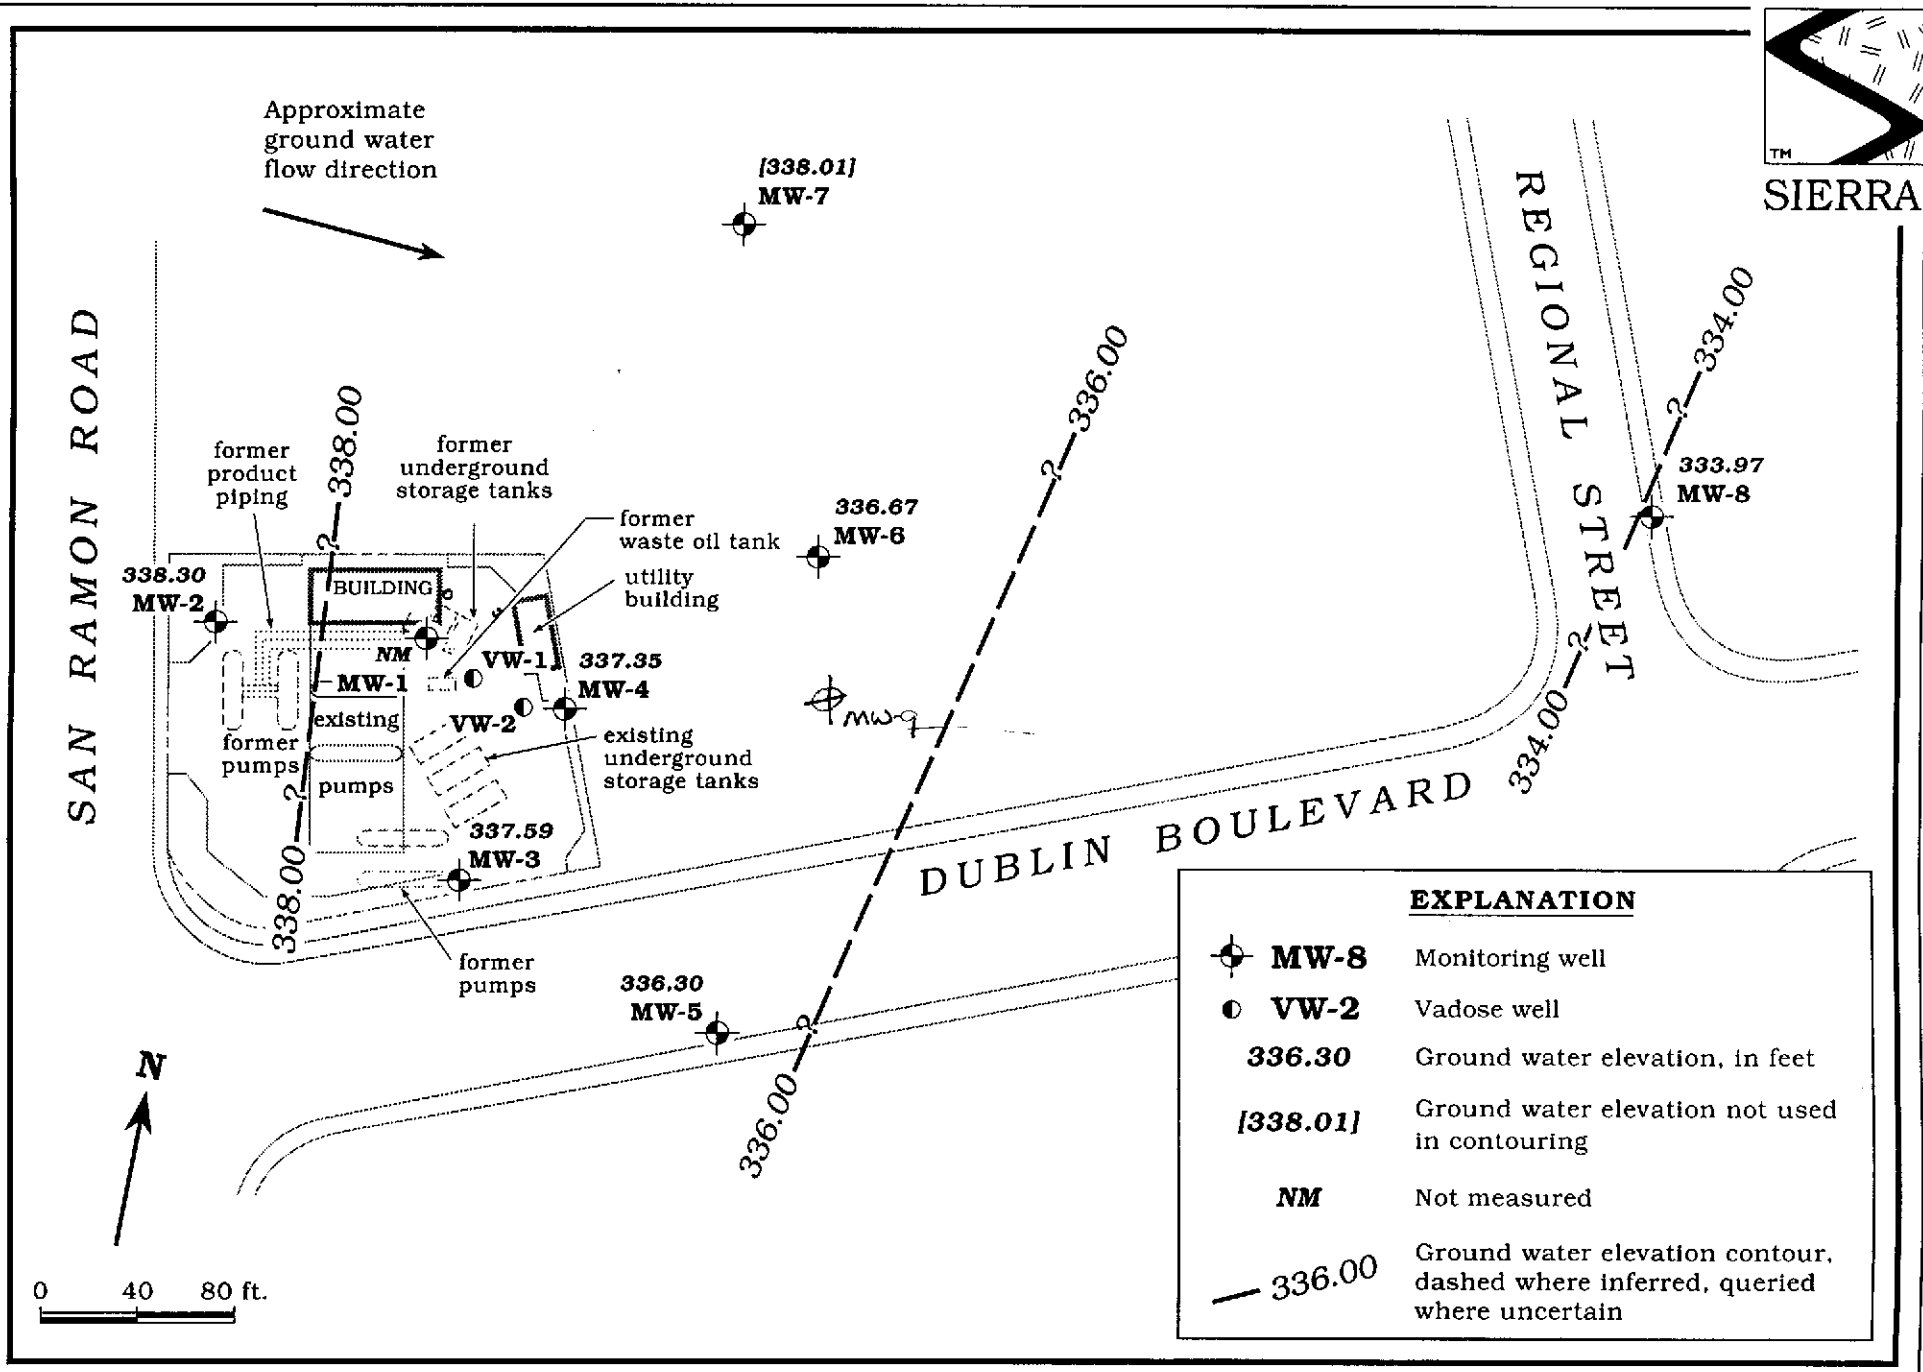 TM
SIERRA
Approximate
ground water
flow direction
[338.01]
MW-7
REGIONAL STREET
334.00
336.00
SAN RAMON ROAD
338.00
former
product
piping
former
underground
storage tanks
former
waste oil tank
336.67
MW-6
333.97
MW-8
338.30
MW-2
BUILDING
utility
building
NM
MW-1
VW-1
337.35
MW-4
VW-2
MW-9
existing
pumps
former
pumps
existing
underground
storage tanks
334.00
337.59
MW-3
DUBLIN BOULEVARD
338.00
former
pumps
336.30
MW-5
336.00
?
?
?
?
?
?
N
0 40 80 ft.
EXPLANATION
MW-8 Monitoring well
VW-2 Vadose well
336.30 Ground water elevation, in feet
[338.01] Ground water elevation not used
in contouring
NM Not measured
336.00 Ground water elevation contour,
dashed where inferred, queried
where uncertain